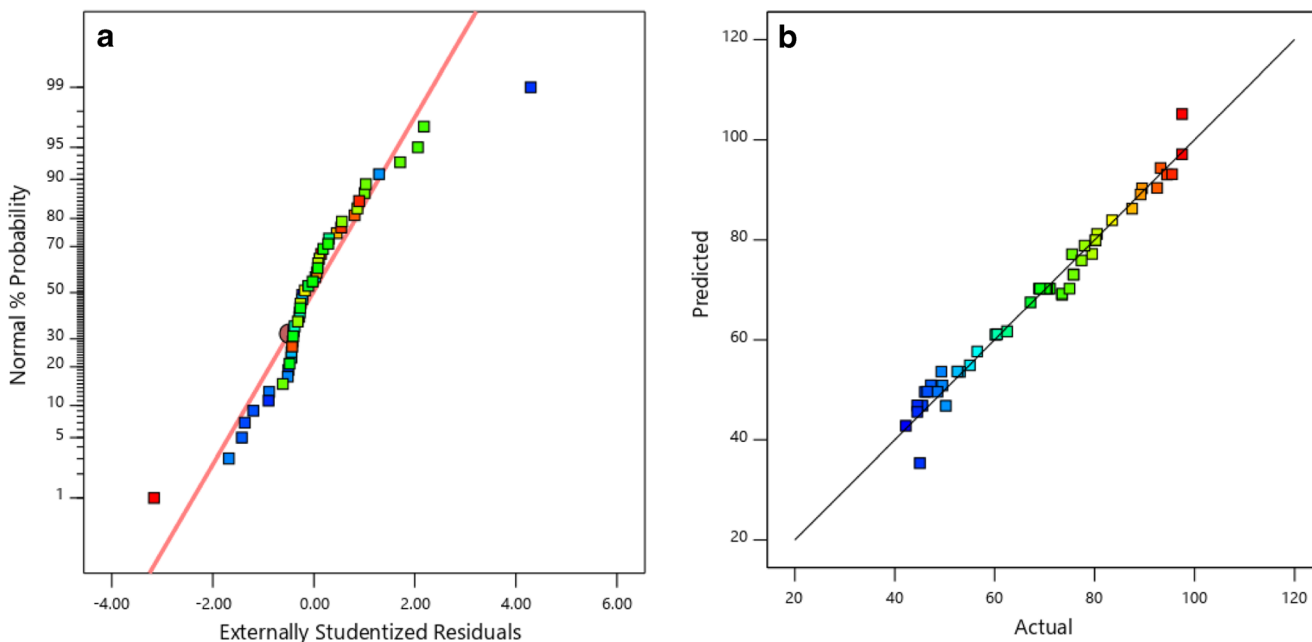 a
99
95
90
80
70
50
30
20
10
5
1
Normal % Probability
-4.00 -2.00 0.00 2.00 4.00 6.00
Externally Studentized Residuals
b
120
100
80
60
40
20
Predicted
20 40 60 80 100 120
Actual